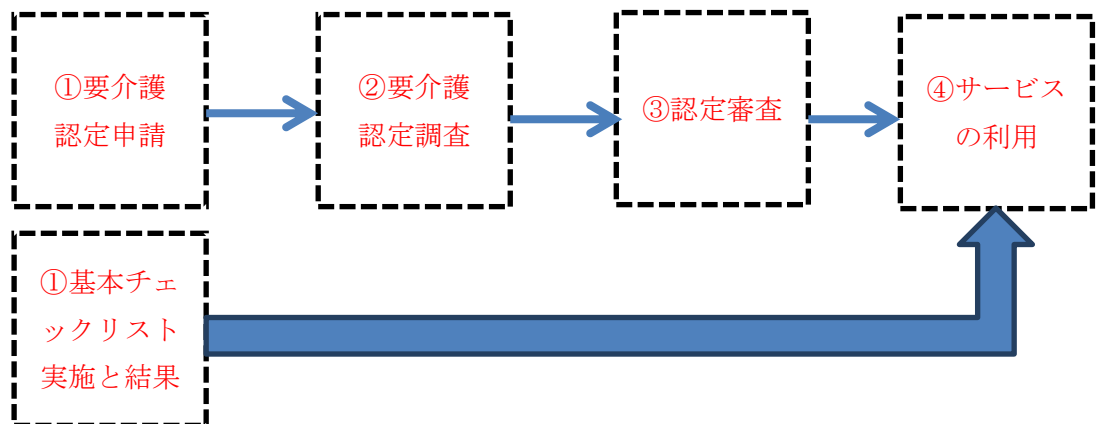 ①要介護
認定申請
②要介護
認定調査
③認定審査
④サービス
の利用
①基本チェ
ックリスト
実施と結果